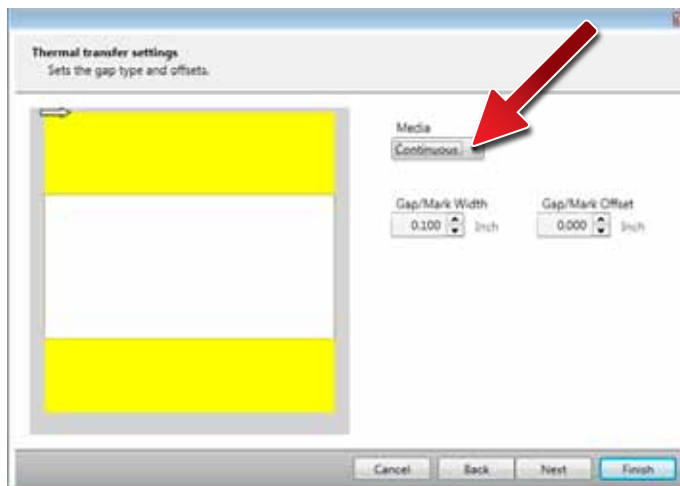 Thermal transfer settings
Sets the gap type and offsets.
Media
Continuous
Gap/Mark Width
Gap/Mark Offset
0.100 Inch
0.000 Inch
Cancel
Back
Next
Finish